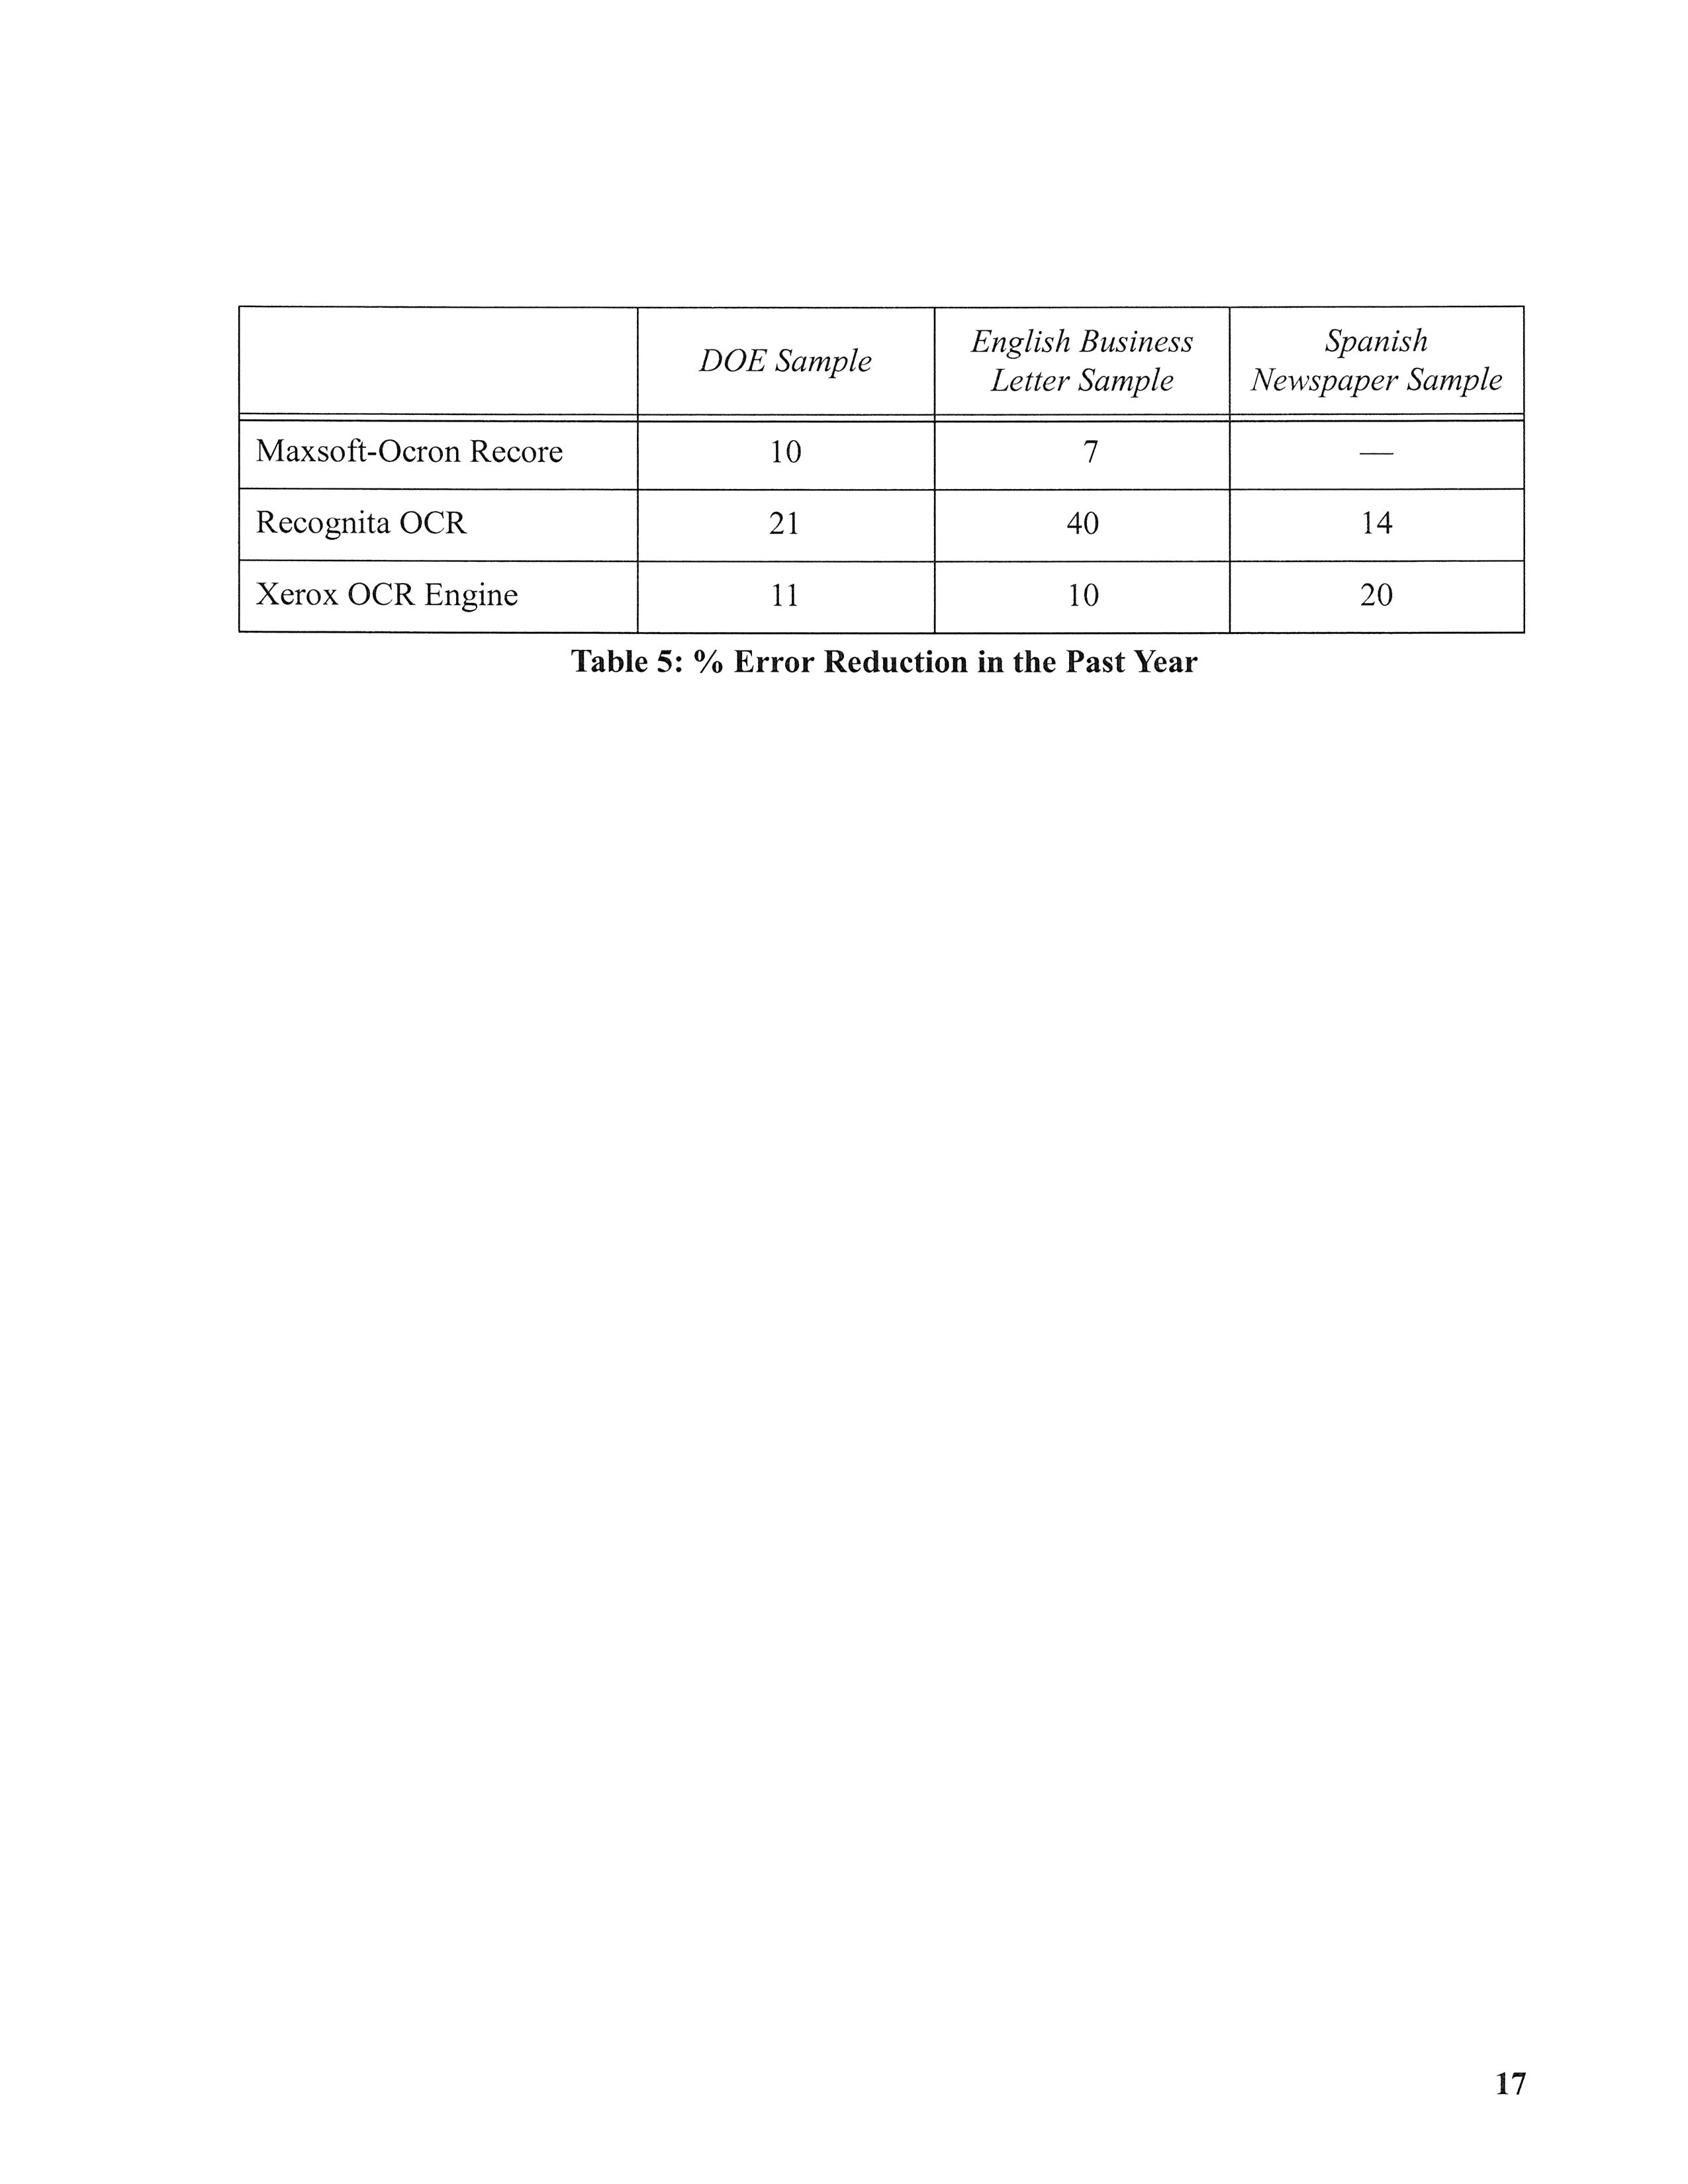 DOE Sample
English Business
Letter Sample
Spanish
Newspaper Sample
Maxsoft-Ocron Recore 10 7 —
Recognita OCR 21 40 14
Xerox OCR Engine 11 10 20
Table 5: % Error Reduction in the Past Year
17